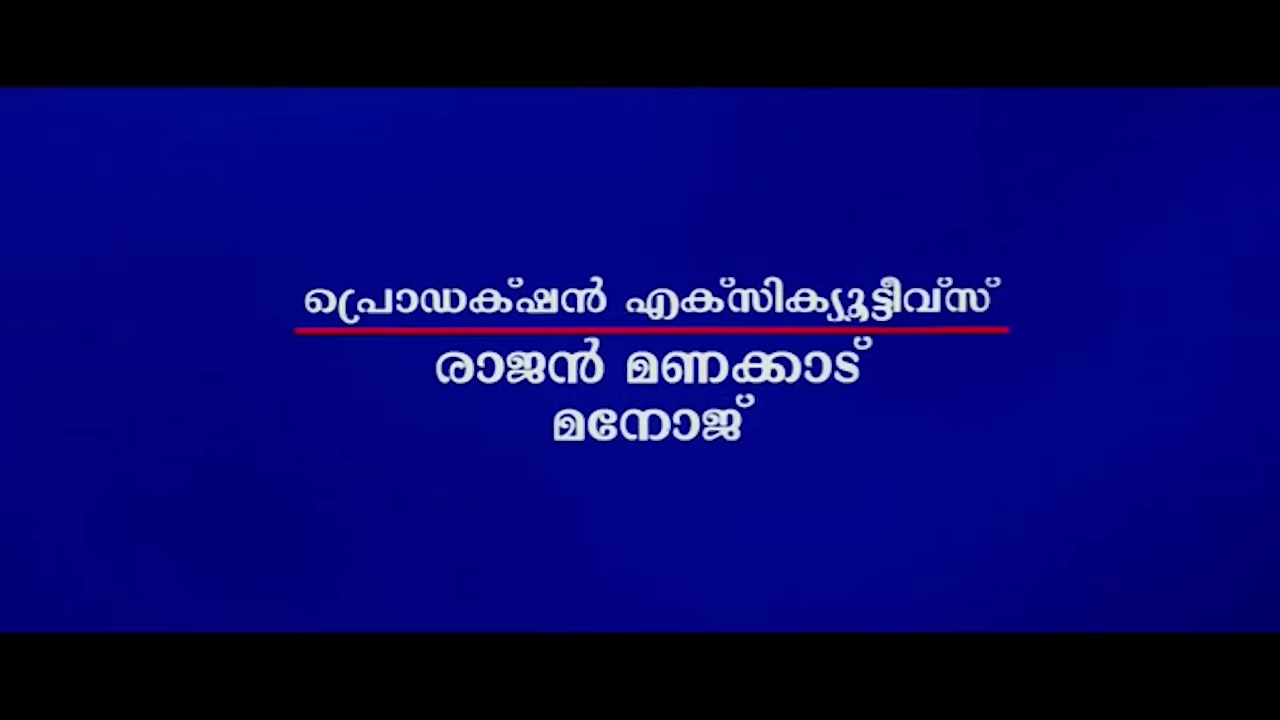 പ്രൊഡക്ഷൻ എക്സിക്യൂട്ടീവ്സ്
രാജൻ മണക്കാട്
മനോജ്